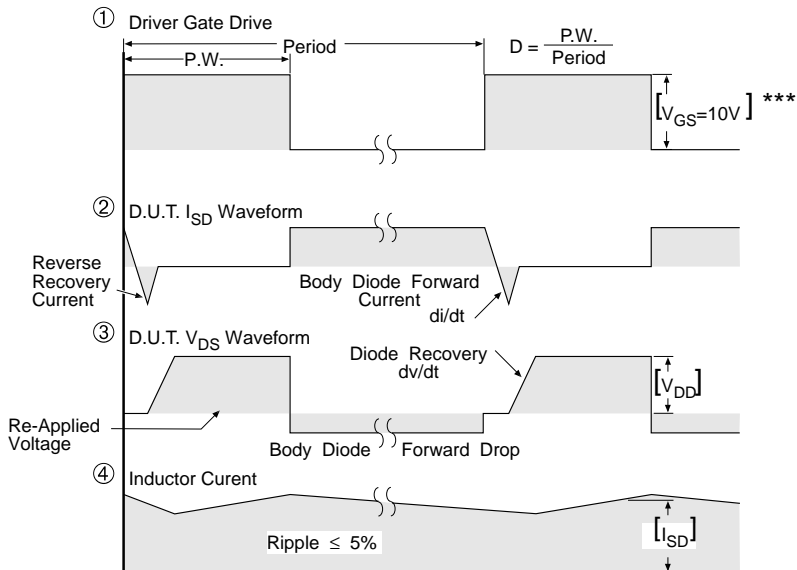 ① Driver Gate Drive
Period
P.W.
D = P.W. / Period
[VGS=10V] ***
② D.U.T. ISD Waveform
Reverse
Recovery
Current
Body Diode Forward
Current
di/dt
③ D.U.T. VDS Waveform
Diode Recovery
dv/dt
[VDD]
Re-Applied
Voltage
Body Diode Forward Drop
④ Inductor Curent
[ISD]
Ripple ≤ 5%